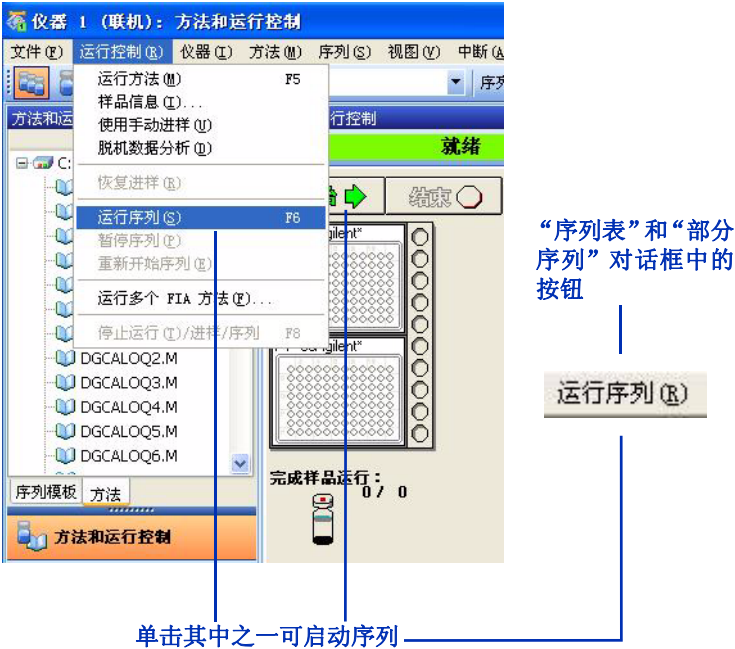 仪器 1 (联机): 方法和运行控制
文件(F) 运行控制(R) 仪器(I) 方法(M) 序列(S) 视图(V) 中断(A
运行方法(M) F5
样品信息(I)...
使用手动进样(U)
脱机数据分析(D)
恢复进样(R)
运行序列(S) F6
暂停序列(P)
重新开始序列(E)
运行多个 FIA 方法(F)...
停止运行(T)/进样/序列 F8
序列
方法和运
行控制
就绪
C:
始
结束
gilent*
gilent*
DGCALOQ2.M
DGCALOQ3.M
DGCALOQ4.M
DGCALOQ5.M
DGCALOQ6.M
序列模板 方法
方法和运行控制
完成样品运行:
0 / 0
“序列表”和“部分
序列”对话框中的
按钮
运行序列(R)
单击其中之一可启动序列